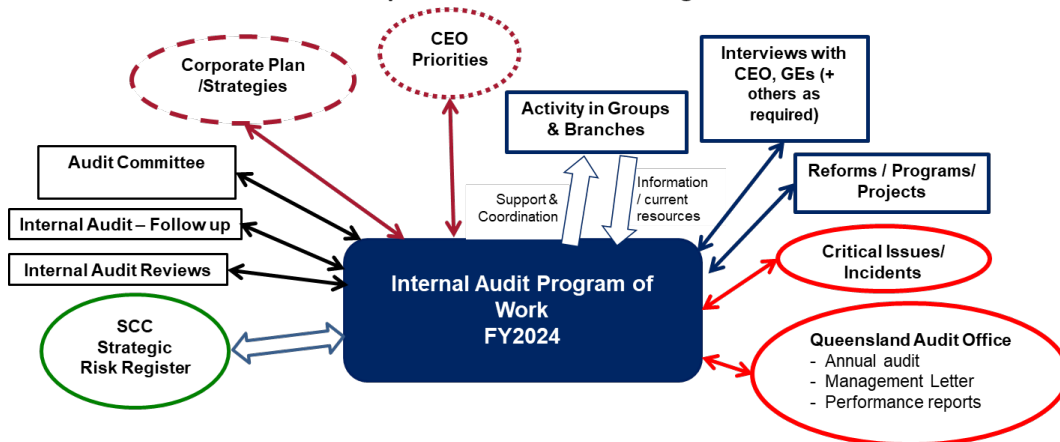 CEO
Priorities
Corporate Plan
/Strategies
Interviews with
CEO, GEs (+
others as
required)
Activity in Groups
& Branches
Audit Committee
Reforms / Programs/
Projects
Support &
Coordination
Information
/ current
resources
Internal Audit – Follow up
Internal Audit Reviews
Critical Issues/
Incidents
Internal Audit Program of
Work
FY2024
SCC
Strategic
Risk Register
Queensland Audit Office
- Annual audit
- Management Letter
- Performance reports